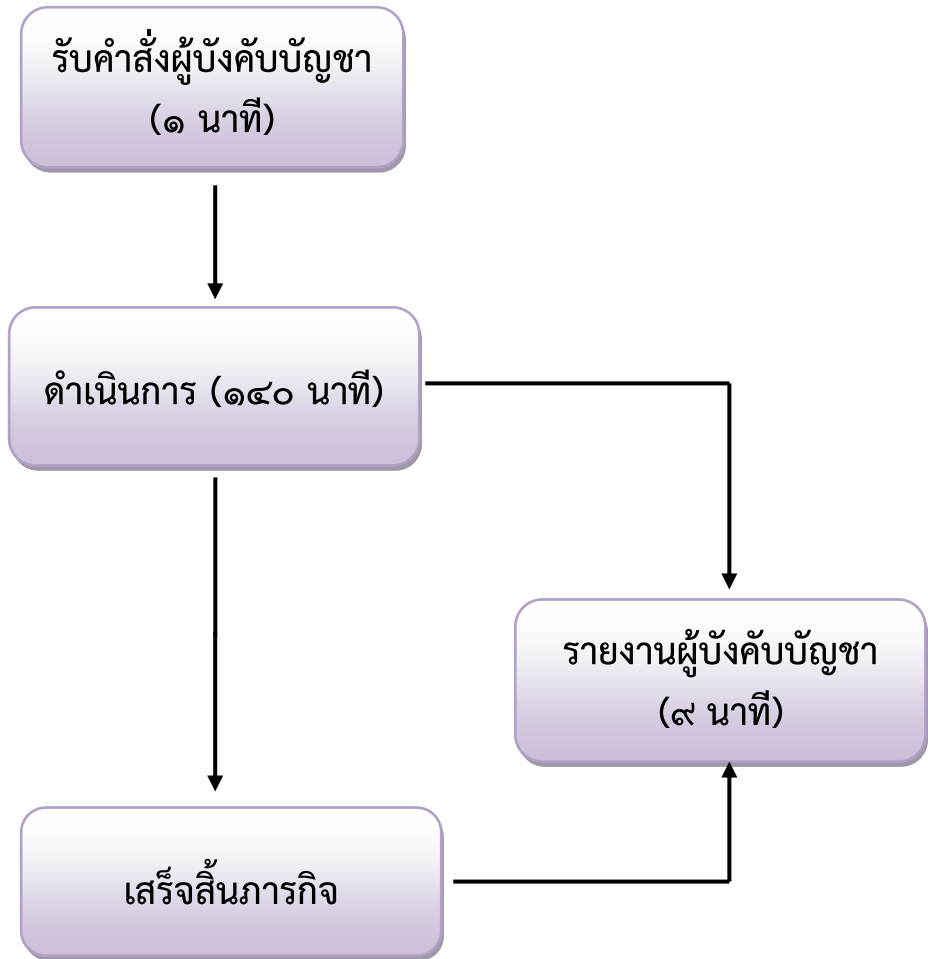 รับคำสั่งผู้บังคับบัญชา
(๑ นาที)
ดำเนินการ (๑๔๐ นาที)
รายงานผู้บังคับบัญชา
(๙ นาที)
เสร็จสิ้นภารกิจ